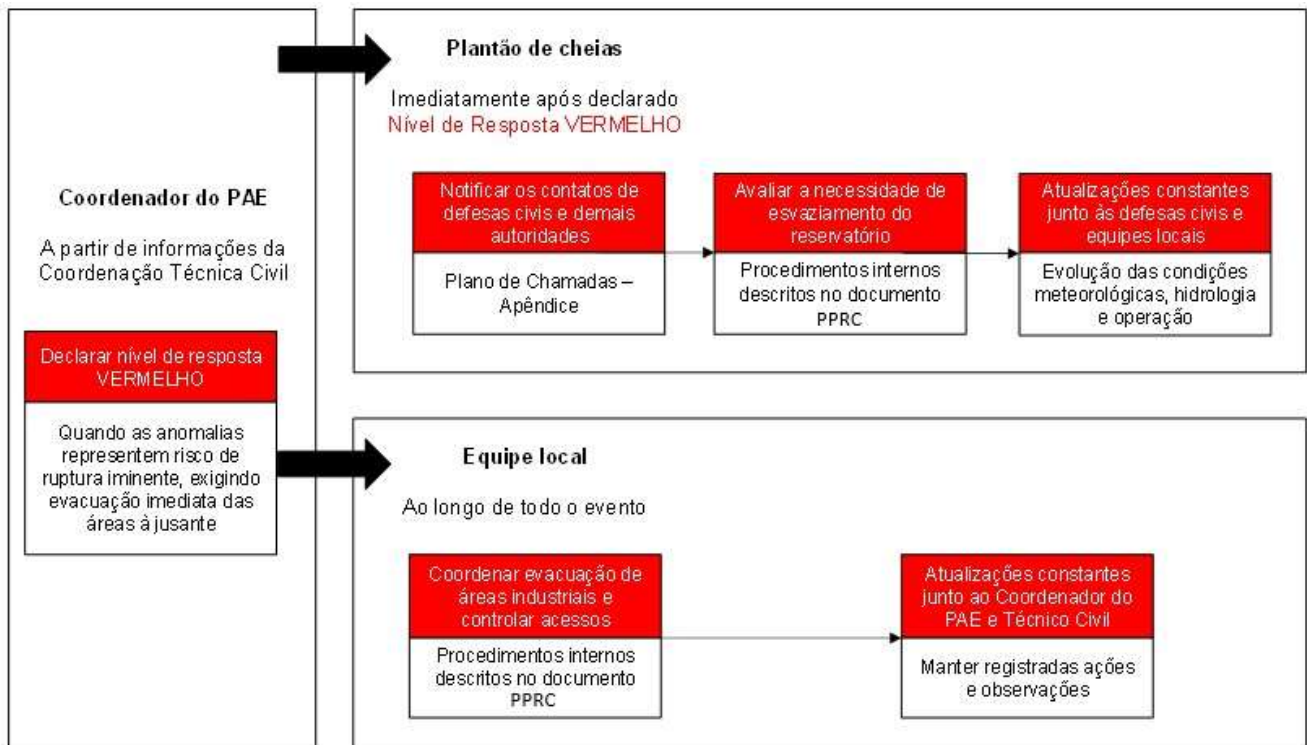 Coordenador do PAE
A partir de informações da
Coordenação Técnica Civil
Declarar nível de resposta
VERMELHO
Quando as anomalias
representem risco de
ruptura iminente, exigindo
evacuação imediata das
áreas à jusante
Plantão de cheias
Imediatamente após declarado
Nível de Resposta VERMELHO
Notificar os contatos de
defesas civis e demais
autoridades
Plano de Chamadas –
Apêndice
Avaliar a necessidade de
esvaziamento do
reservatório
Procedimentos internos
descritos no documento
PPRC
Atualizações constantes
junto às defesas civis e
equipes locais
Evolução das condições
meteorológicas, hidrologia
e operação
Equipe local
Ao longo de todo o evento
Coordenar evacuação de
áreas industriais e
controlar acessos
Procedimentos internos
descritos no documento
PPRC
Atualizações constantes
junto ao Coordenador do
PAE e Técnico Civil
Manter registradas ações
e observações